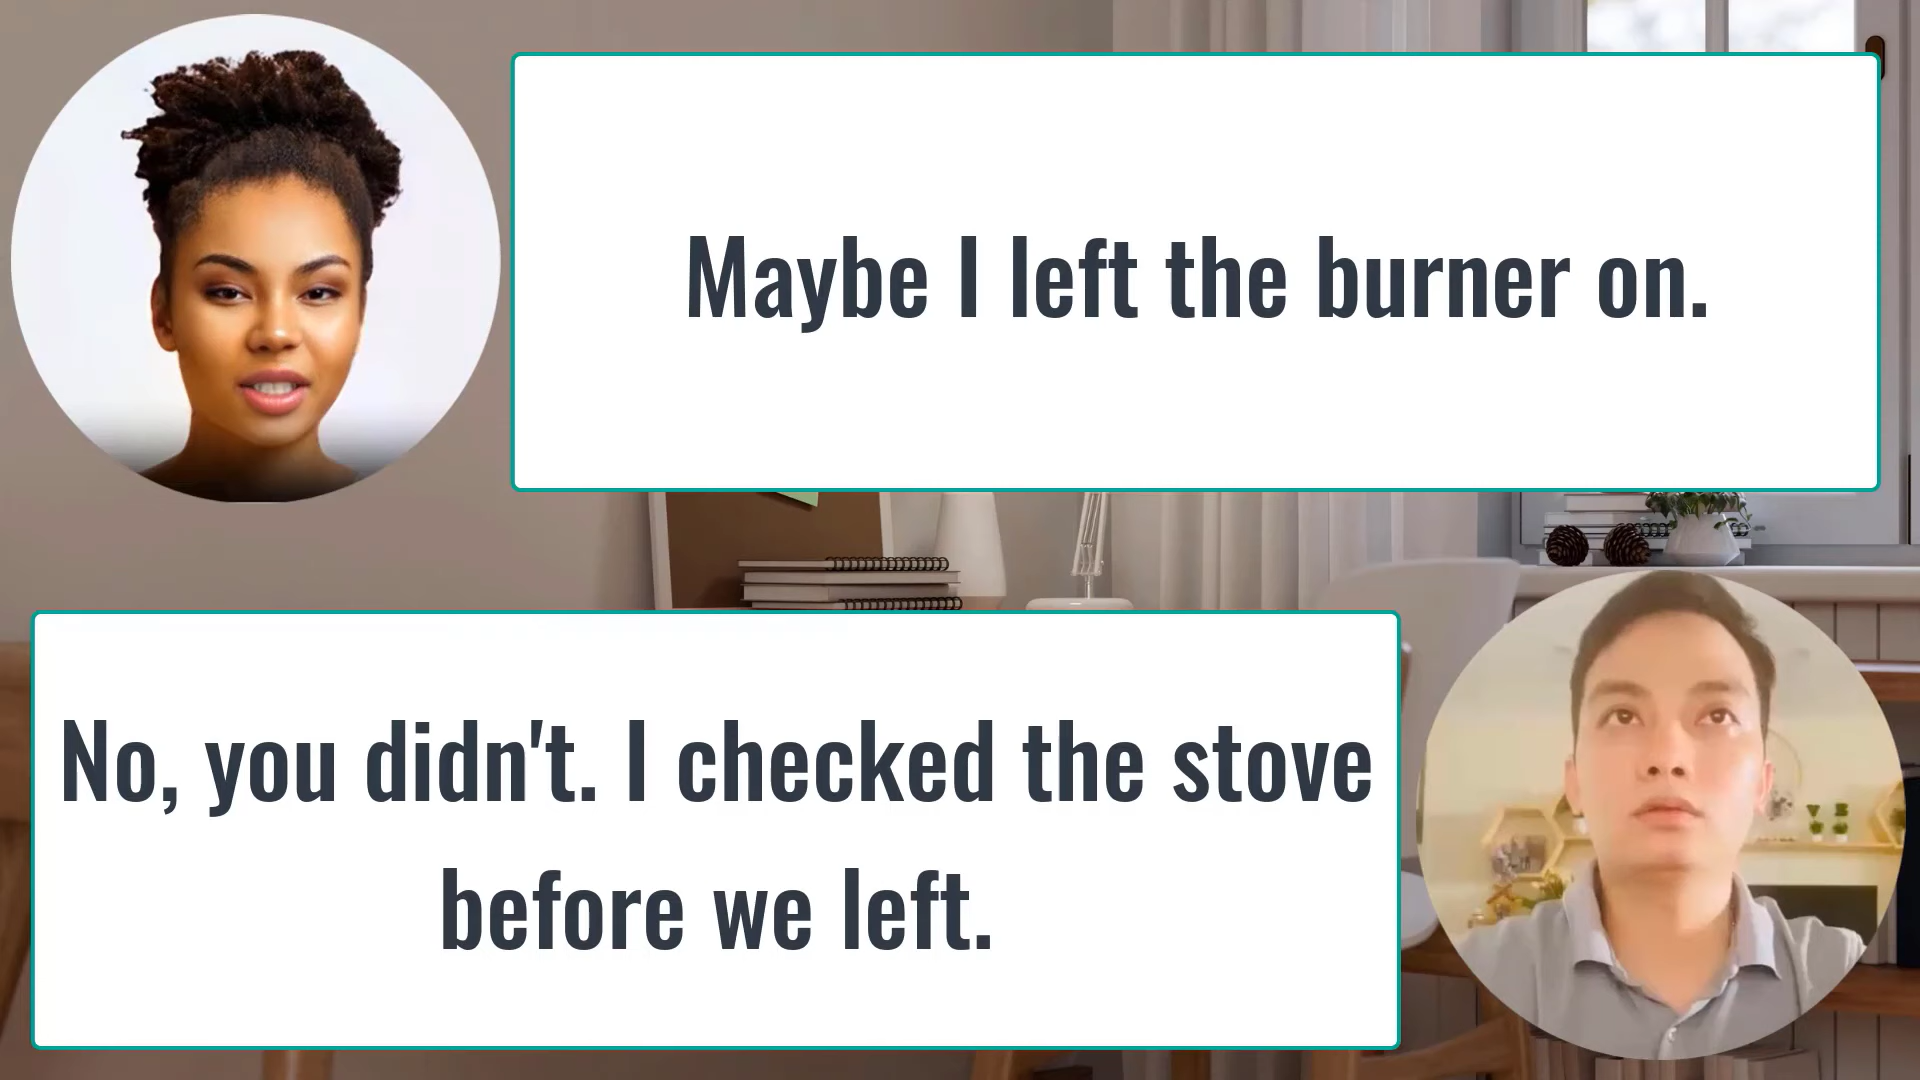 Maybe I left the burner on.
No, you didn't. I checked the stove
before we left.